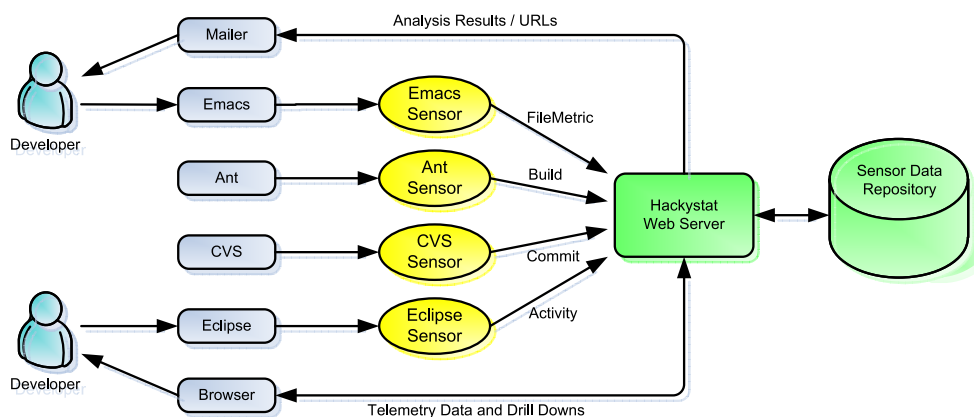 Analysis Results / URLs
Mailer
Emacs
Emacs
Sensor
FileMetric
Developer
Ant
Ant
Sensor
Build
Hackystat
Web Server
Sensor Data
Repository
CVS
CVS
Sensor
Commit
Eclipse
Eclipse
Sensor
Activity
Developer
Browser
Telemetry Data and Drill Downs